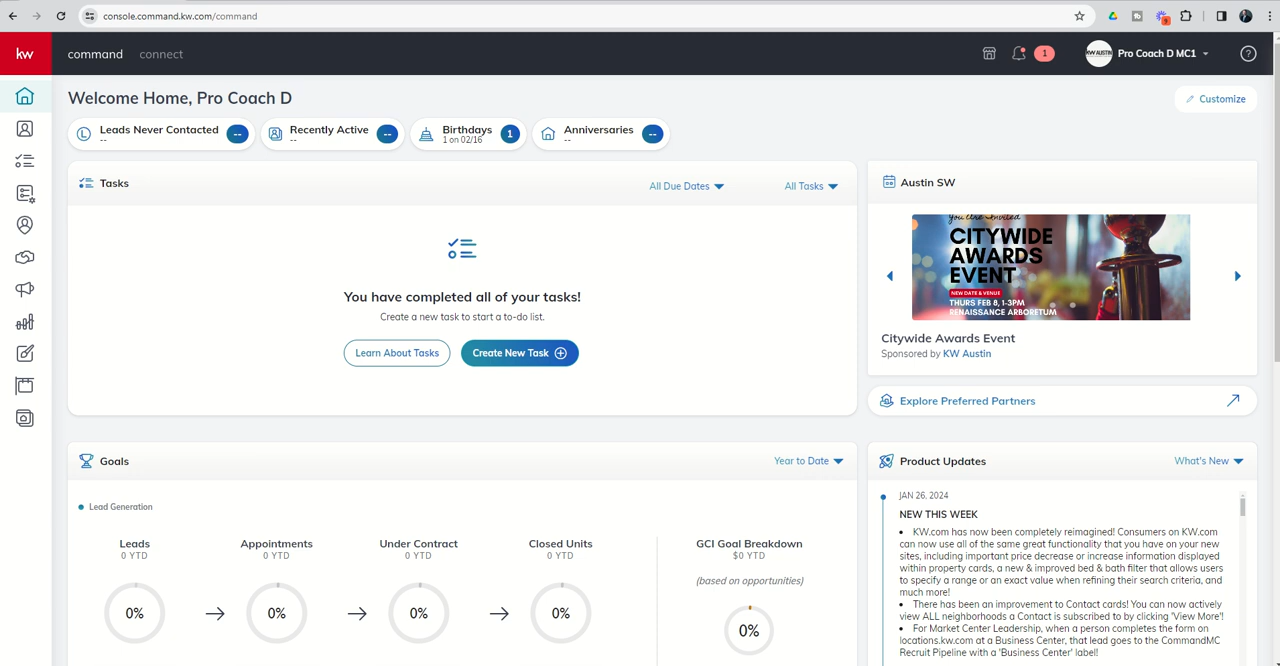 console.command.kw.com/command
9
kw
command
connect
1
KW AUSTIN
Pro Coach D MC1
?
Welcome Home, Pro Coach D
Customize
Leads Never Contacted
--
--
Recently Active
--
--
Birthdays
1 on 02/16
1
Anniversaries
--
--
Tasks
All Due Dates
All Tasks
You have completed all of your tasks!
Create a new task to start a to-do list.
Learn About Tasks
Create New Task
Austin SW
You Are Invited
CITYWIDE
AWARDS
EVENT
NEW DATE & VENUE
THURS FEB 8, 1-3PM
RENAISSANCE ARBORETUM
Citywide Awards Event
Sponsored by KW Austin
Explore Preferred Partners
Goals
Year to Date
Lead Generation
Leads
0 YTD
0%
Appointments
0 YTD
0%
Under Contract
0 YTD
0%
Closed Units
0 YTD
0%
GCI Goal Breakdown
$0 YTD
(based on opportunities)
0%
Product Updates
What's New
JAN 26, 2024
NEW THIS WEEK
• KW.com has now been completely reimagined! Consumers on KW.com
can now use all of the same great functionality that you have on your new
sites, including important price decrease or increase information displayed
within property cards, a new & improved bed & bath filter that allows users
to specify a range or an exact value when refining their search criteria, and
much more!
• There has been an improvement to Contact cards! You can now actively
view ALL neighborhoods a Contact is subscribed to by clicking 'View More'!
• For Market Center Leadership, when a person completes the form on
locations.kw.com at a Business Center, that lead goes to the CommandMC
Recruit Pipeline with a 'Business Center' label!